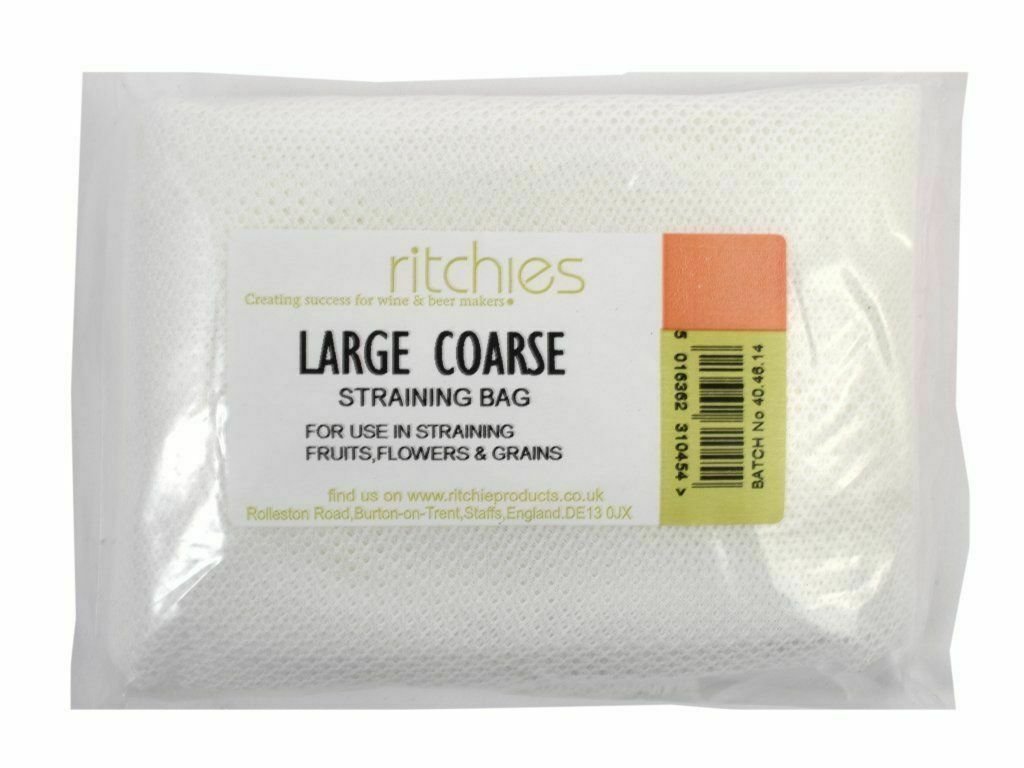 ritchies
Creating success for wine & beer makers.
LARGE COARSE
STRAINING BAG
FOR USE IN STRAINING
FRUITS,FLOWERS & GRAINS
find us on www.ritchieproducts.co.uk
Rolleston Road,Burton-on-Trent,Staffs,England.DE13 0JX
5 016362 310454 >
BATCH No 40.46.14